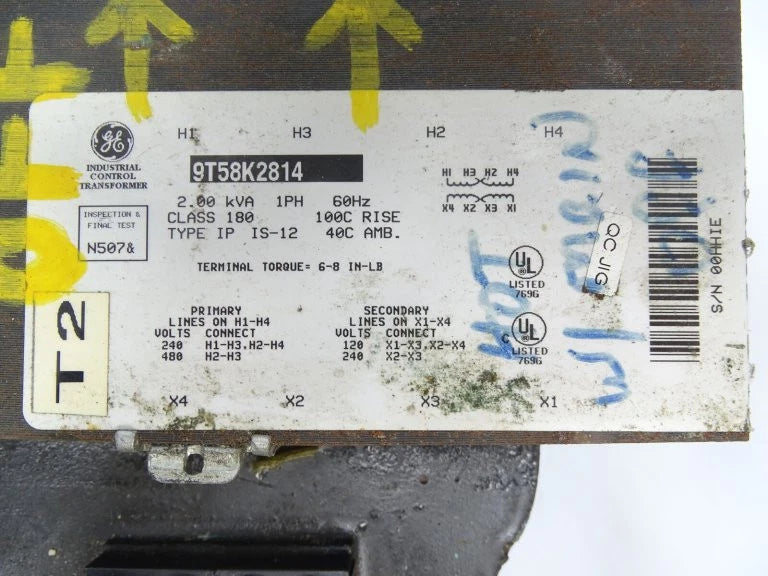 H1 H3 H2 H4
GE
INDUSTRIAL
CONTROL
TRANSFORMER
9T58K2814
2.00 kVA 1PH 60Hz
CLASS 180 100C RISE
TYPE IP IS-12 40C AMB.
INSPECTION &
FINAL TEST
N507&
TERMINAL TORQUE= 6-8 IN-LB
H1 H3 H2 H4
X4 X2 X3 X1
UL
LISTED
769G
C UL
LISTED
769G
QC JIG
S/N 00HHIE
PRIMARY
LINES ON H1-H4
VOLTS CONNECT
240 H1-H3,H2-H4
480 H2-H3
SECONDARY
LINES ON X1-X4
VOLTS CONNECT
120 X1-X3,X2-X4
240 X2-X3
T2
X4 X2 X3 X1